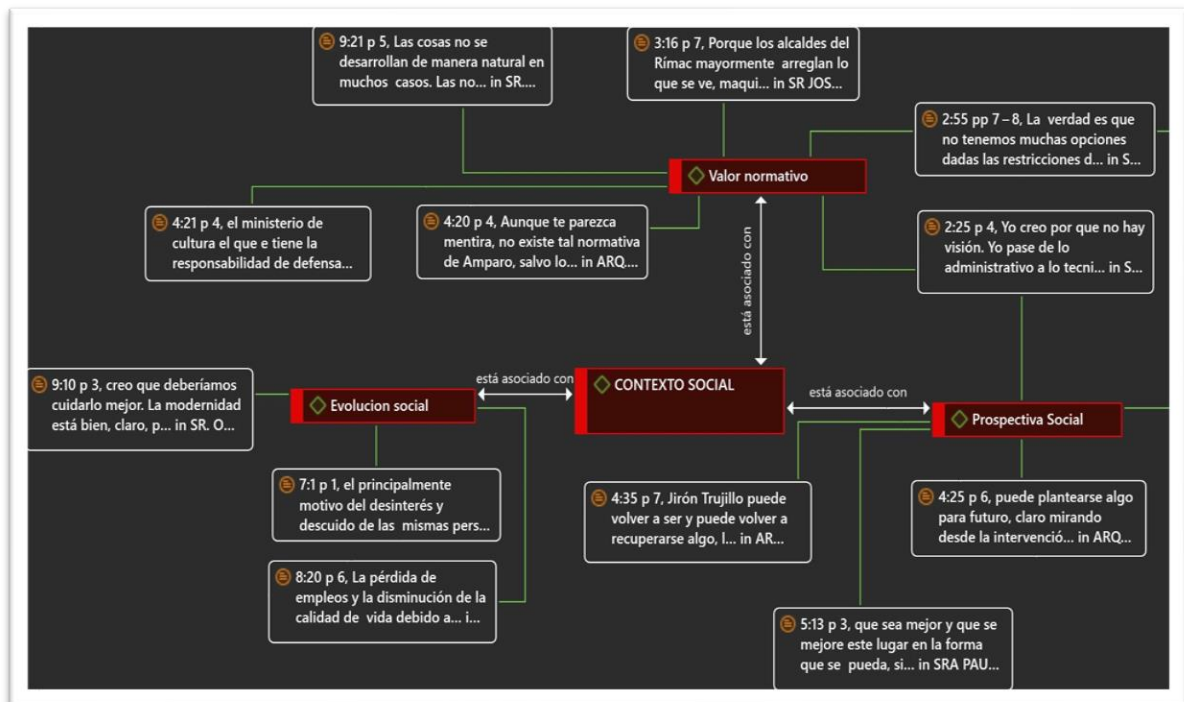 9:21 p 5, Las cosas no se
desarrollan de manera natural en
muchos casos. Las no... in SR....
3:16 p 7, Porque los alcaldes del
Rímac mayormente arreglan lo
que se ve, maqui... in SR JOS...
2:55 pp 7 – 8, La verdad es que
no tenemos muchas opciones
dadas las restricciones d... in S...
Valor normativo
4:21 p 4, el ministerio de
cultura el que e tiene la
responsabilidad de defensa...
4:20 p 4, Aunque te parezca
mentira, no existe tal normativa
de Amparo, salvo lo... in ARQ....
2:25 p 4, Yo creo por que no hay
visión. Yo pase de lo
administrativo a lo tecni... in S...
está asociado con
9:10 p 3, creo que deberíamos
cuidarlo mejor. La modernidad
está bien, claro, p... in SR. O...
Evolucion social
está asociado con
CONTEXTO SOCIAL
está asociado con
Prospectiva Social
7:1 p 1, el principalmente
motivo del desinterés y
descuido de las mismas pers...
4:35 p 7, Jirón Trujillo puede
volver a ser y puede volver a
recuperarse algo, l... in AR...
4:25 p 6, puede plantearse algo
para futuro, claro mirando
desde la intervenció... in ARQ...
8:20 p 6, La pérdida de
empleos y la disminución de la
calidad de vida debido a... i...
5:13 p 3, que sea mejor y que se
mejore este lugar en la forma
que se pueda, si... in SRA PAU...